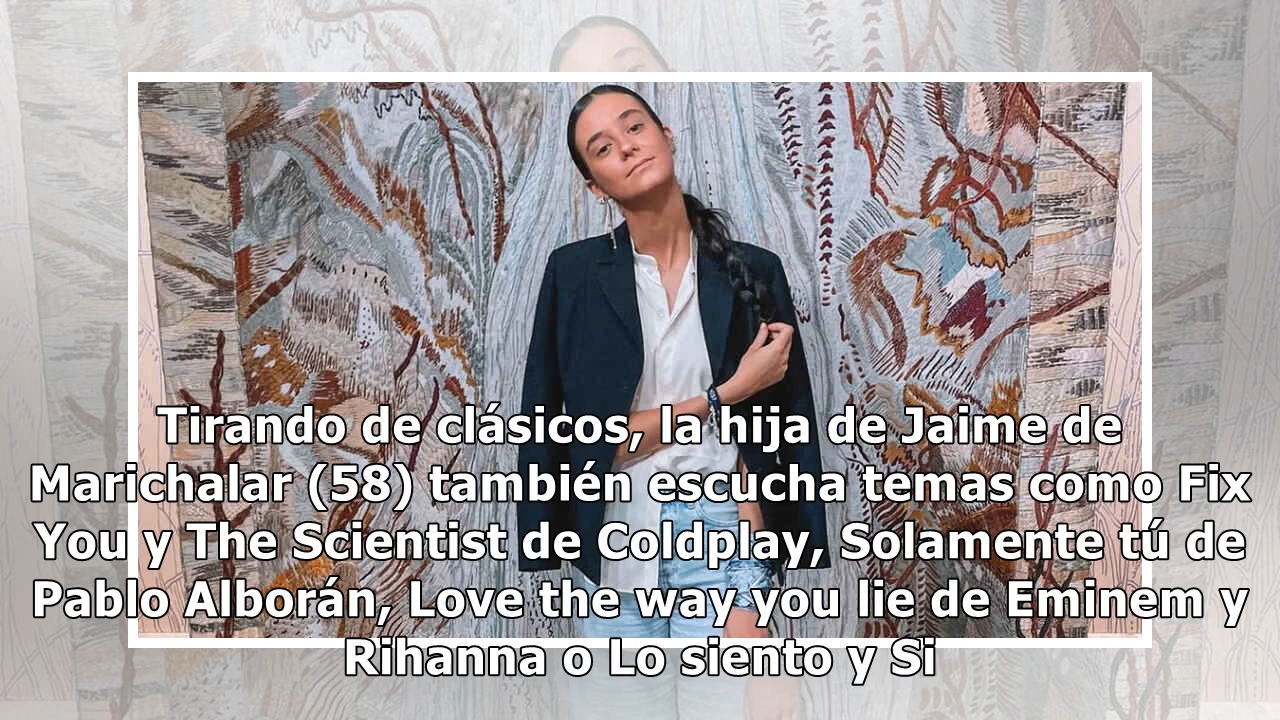 Tirando de clásicos, la hija de Jaime de
Marichalar (58) también escucha temas como Fix
You y The Scientist de Coldplay, Solamente tú de
Pablo Alborán, Love the way you lie de Eminem y
Rihanna o Lo siento y Si